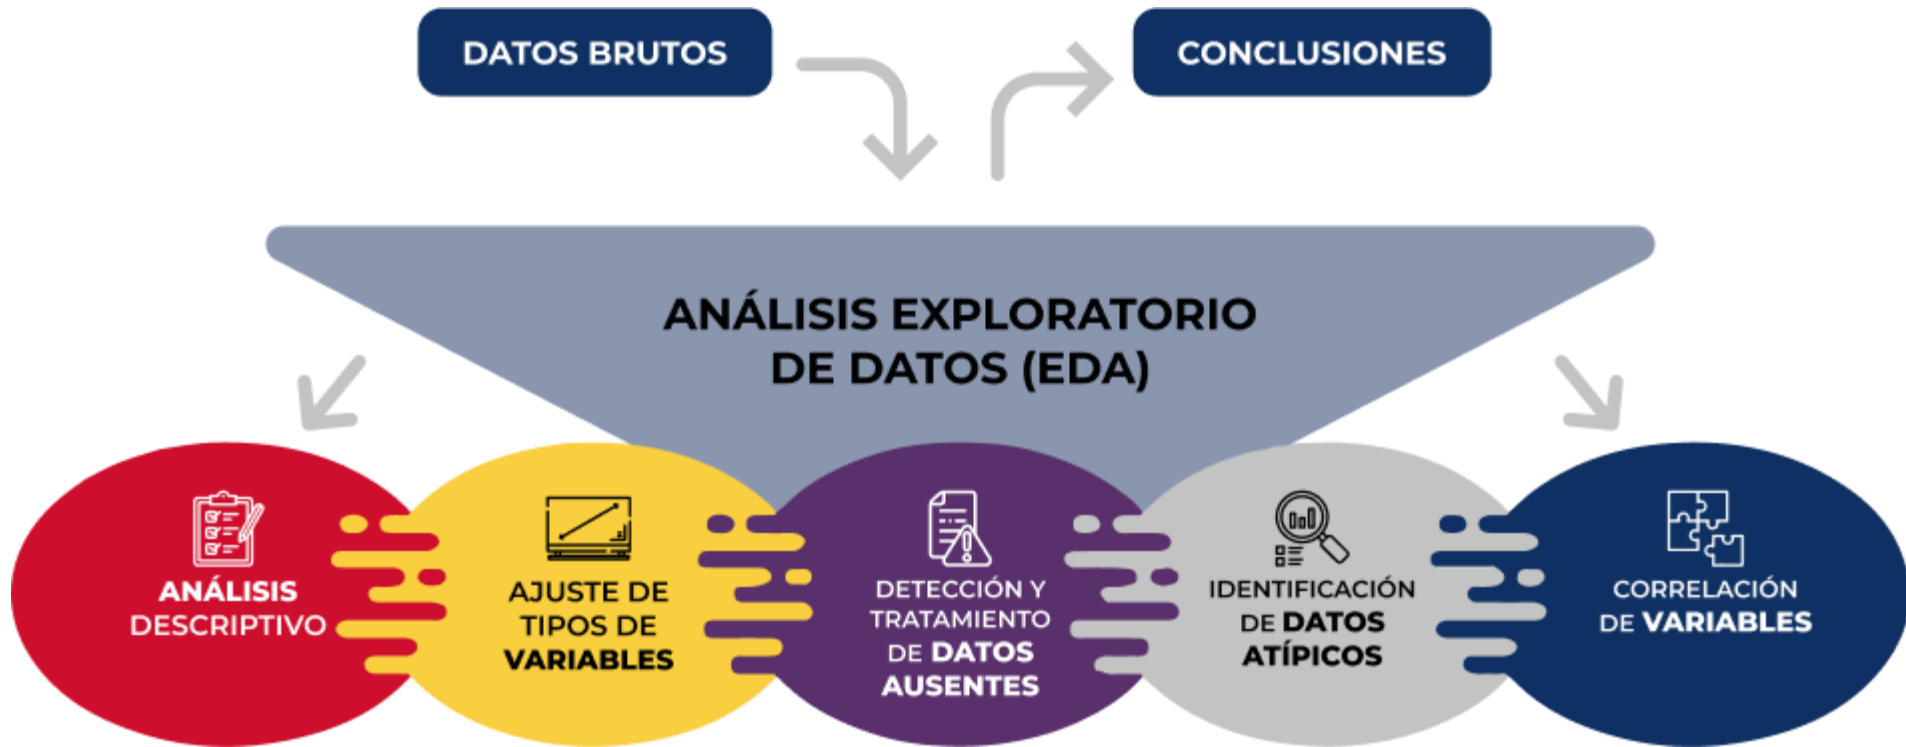 DATOS BRUTOS
CONCLUSIONES
ANÁLISIS EXPLORATORIO
DE DATOS (EDA)
ANÁLISIS
DESCRIPTIVO
AJUSTE DE
TIPOS DE
VARIABLES
DETECCIÓN Y
TRATAMIENTO
DE DATOS
AUSENTES
IDENTIFICACIÓN
DE DATOS
ATÍPICOS
CORRELACIÓN
DE VARIABLES